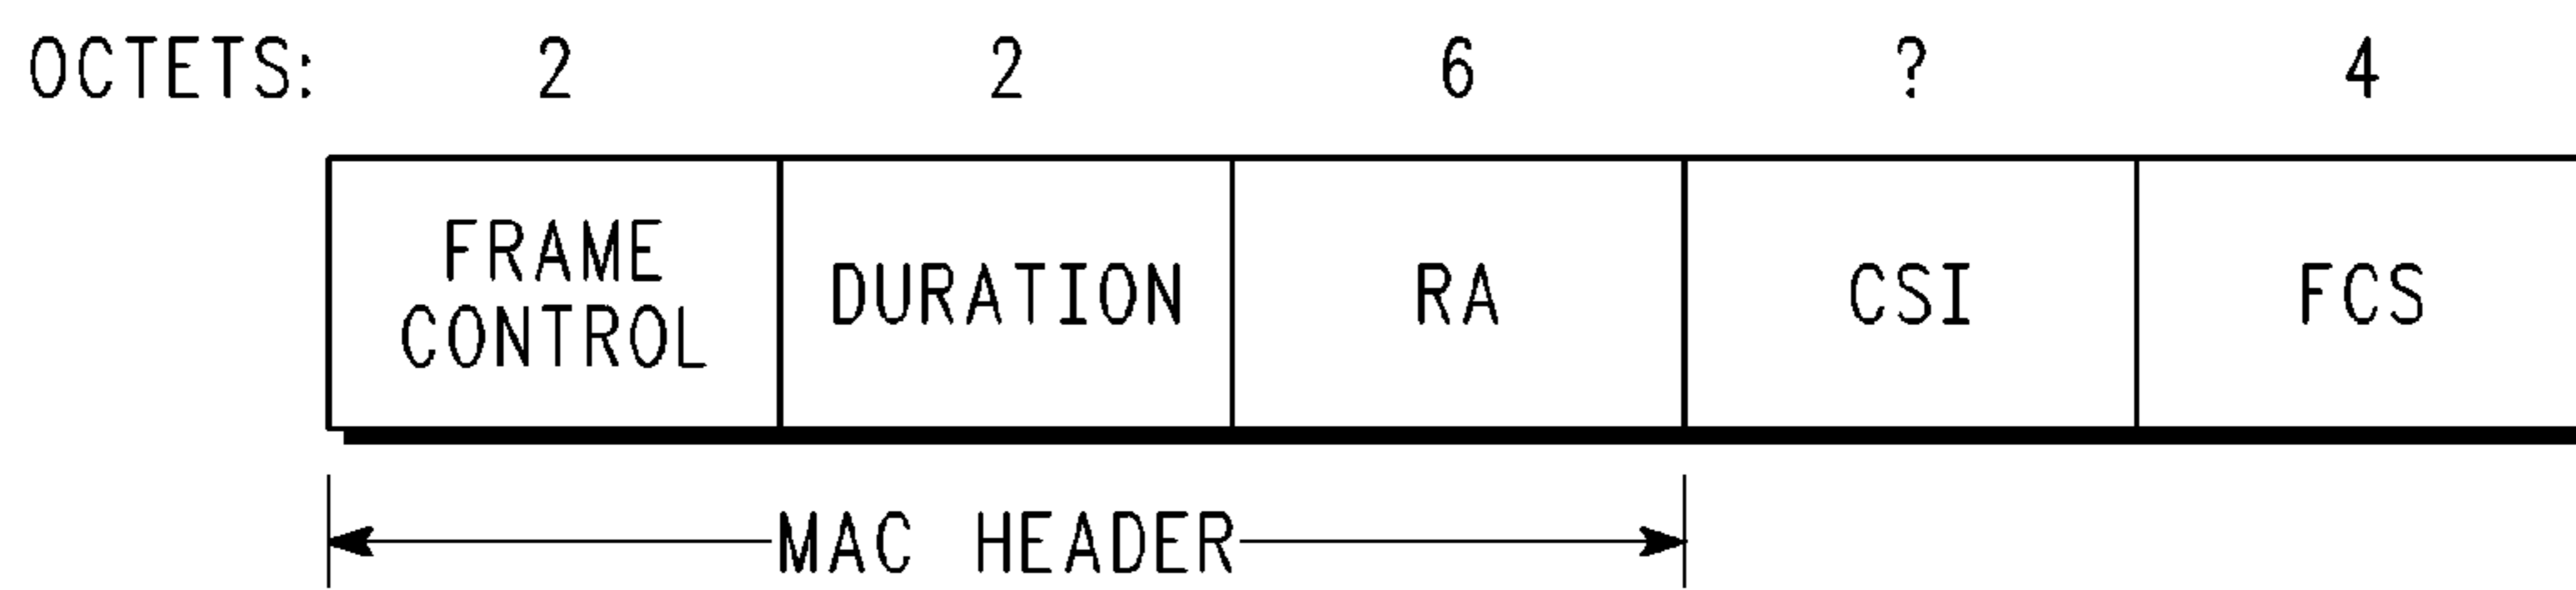 OCTETS: 2 2 6 ? 4
FRAME
CONTROL
DURATION
RA
CSI
FCS
MAC HEADER